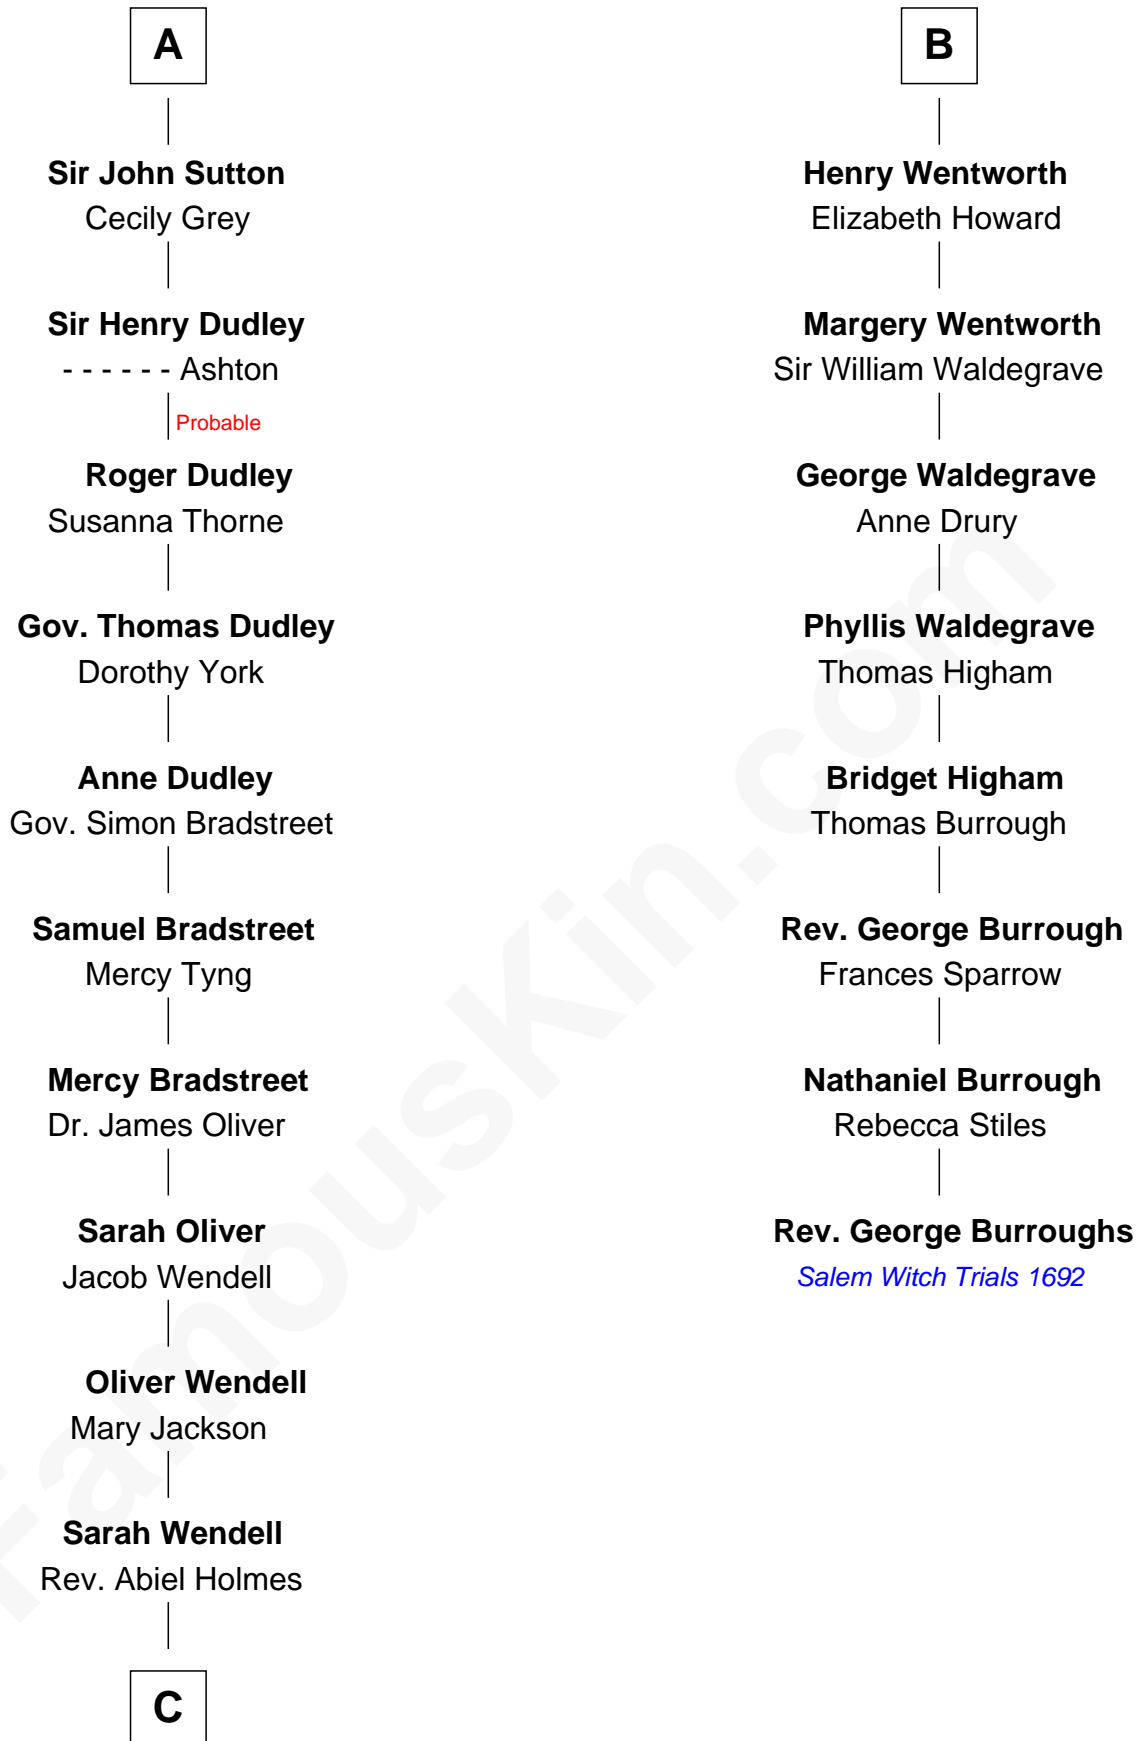 A
Sir John Sutton
Cecily Grey
Sir Henry Dudley
- - - - - - Ashton
Probable
Roger Dudley
Susanna Thorne
Gov. Thomas Dudley
Dorothy York
Anne Dudley
Gov. Simon Bradstreet
Samuel Bradstreet
Mercy Tyng
Mercy Bradstreet
Dr. James Oliver
Sarah Oliver
Jacob Wendell
Oliver Wendell
Mary Jackson
Sarah Wendell
Rev. Abiel Holmes
C
B
Henry Wentworth
Elizabeth Howard
Margery Wentworth
Sir William Waldegrave
George Waldegrave
Anne Drury
Phyllis Waldegrave
Thomas Higham
Bridget Higham
Thomas Burrough
Rev. George Burrough
Frances Sparrow
Nathaniel Burrough
Rebecca Stiles
Rev. George Burroughs
Salem Witch Trials 1692
FamousKin.com